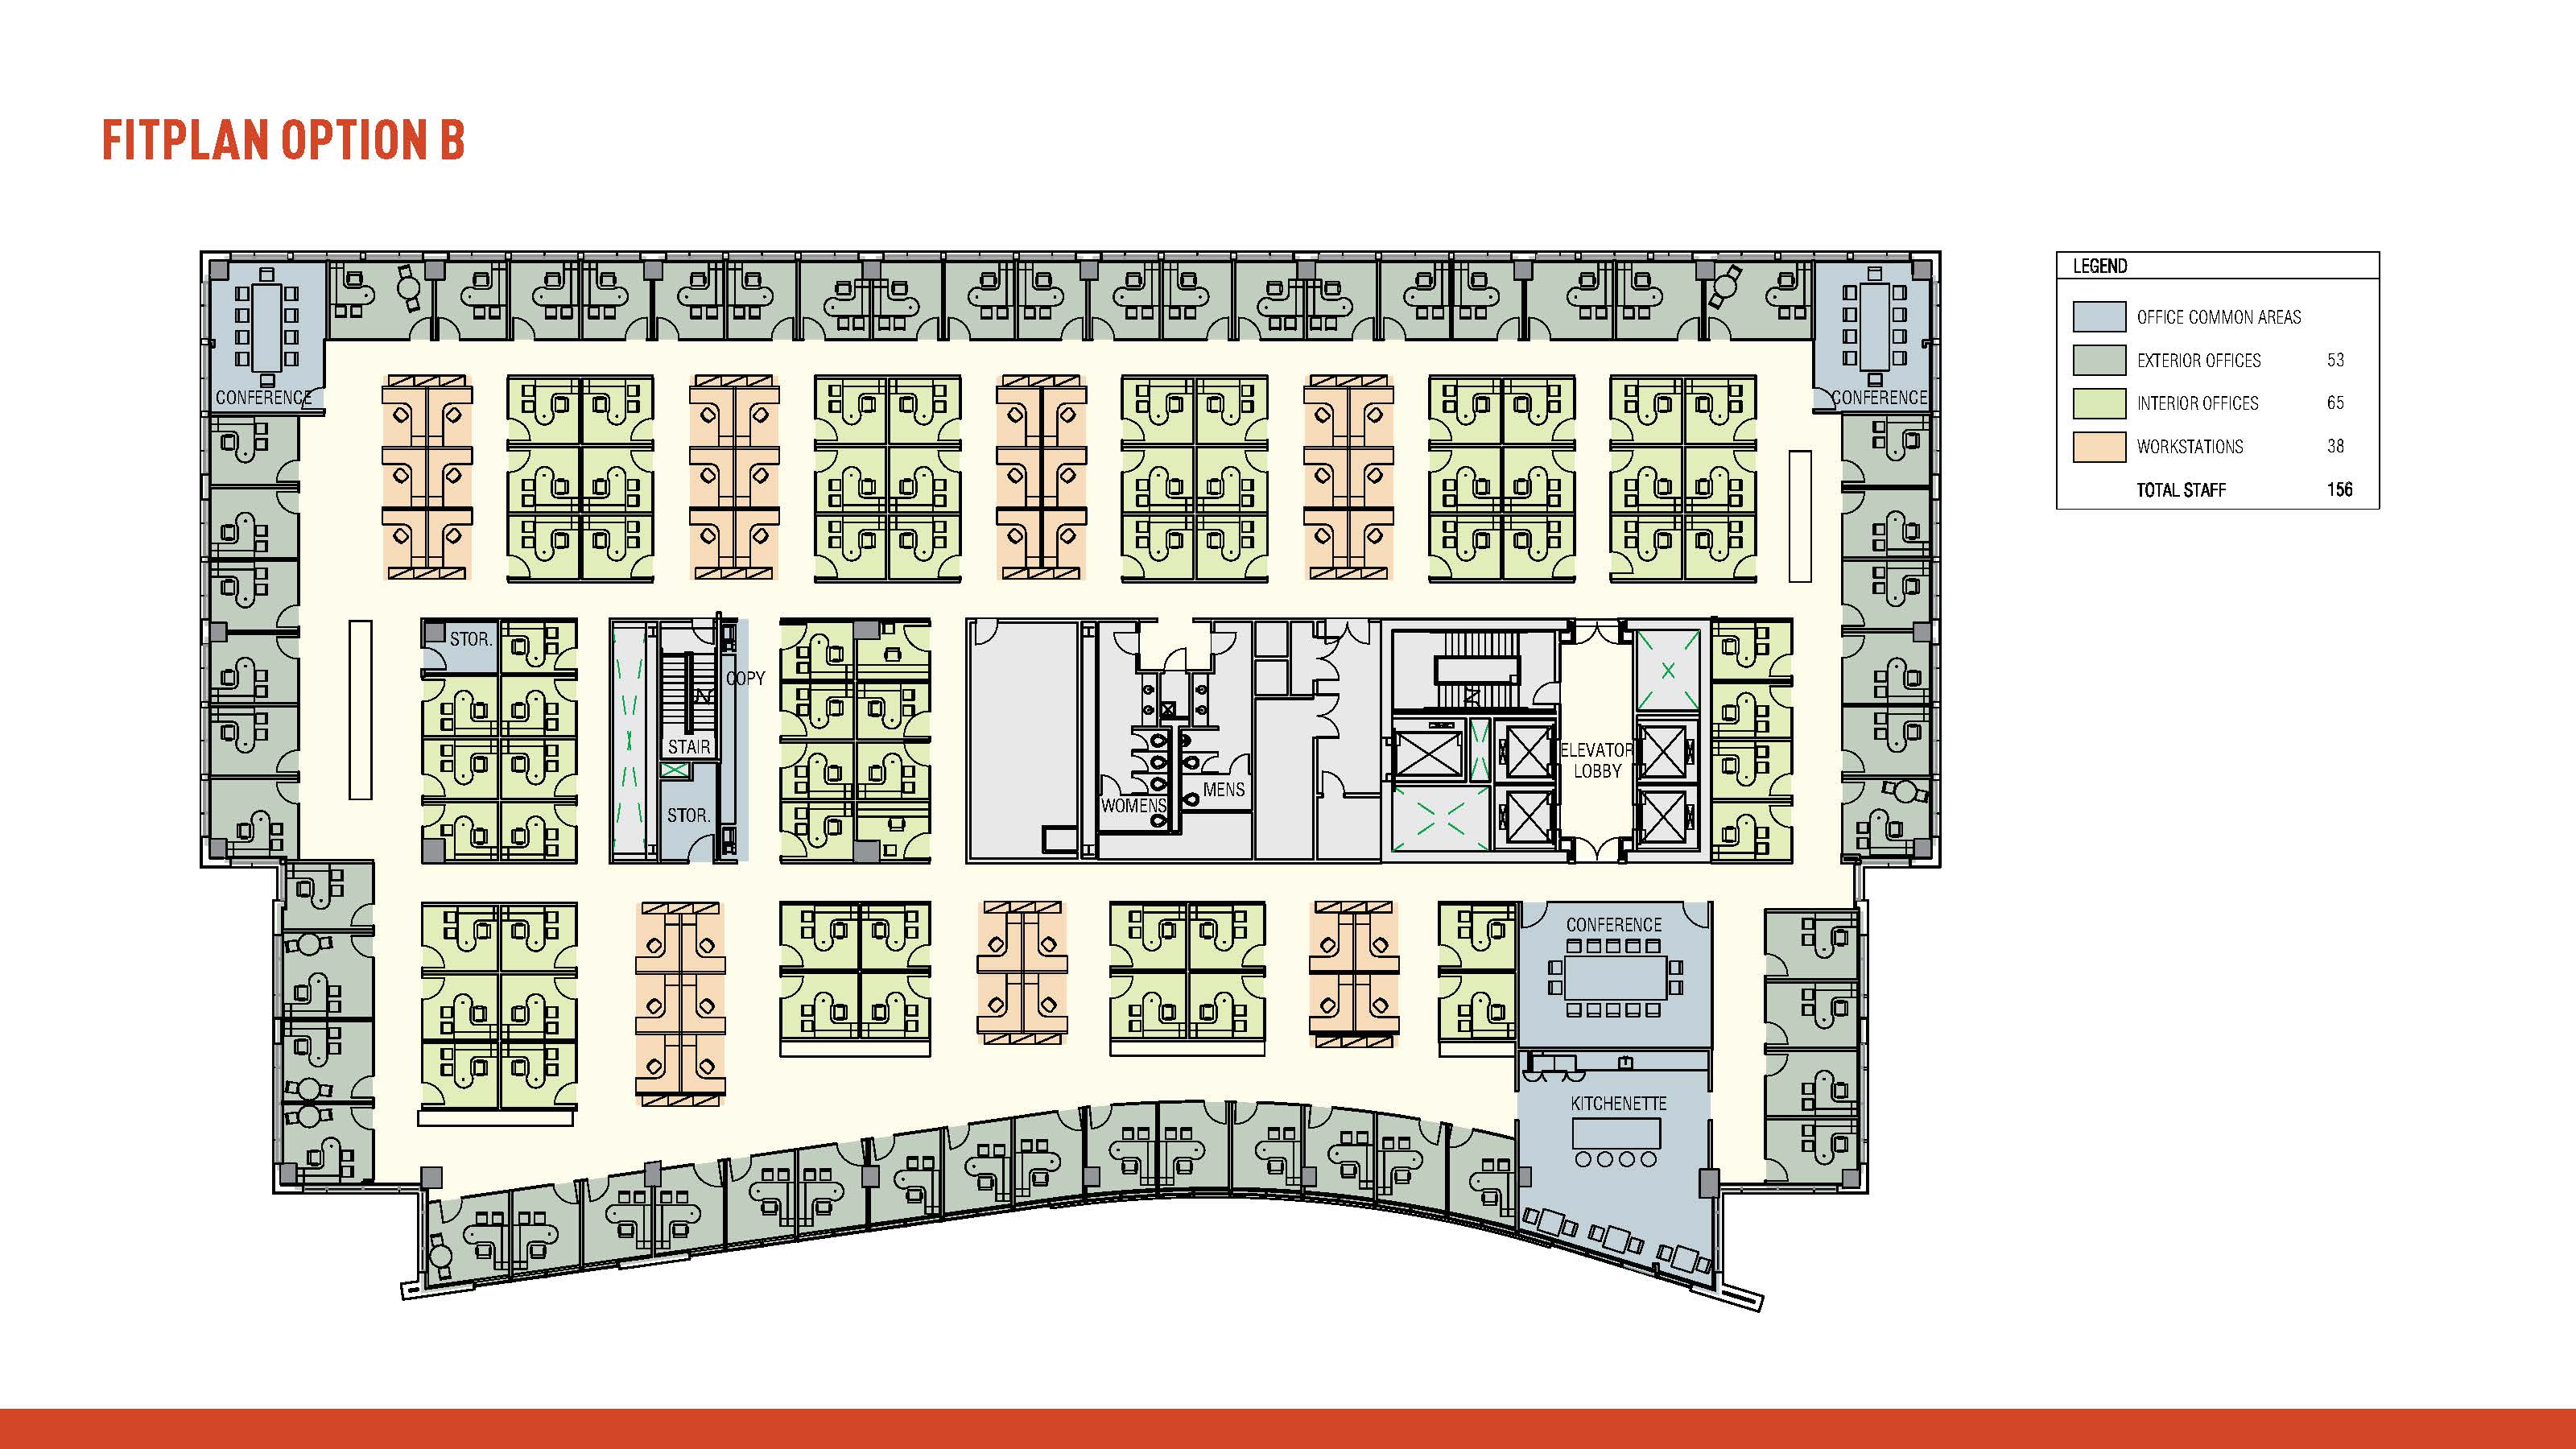 FITPLAN OPTION B
LEGEND
OFFICE COMMON AREAS
EXTERIOR OFFICES 53
INTERIOR OFFICES 65
WORKSTATIONS 38
TOTAL STAFF 156
CONFERENCE
CONFERENCE
STOR.
COPY
STAIR
STOR.
WOMENS
MENS
ELEVATOR
LOBBY
CONFERENCE
KITCHENETTE